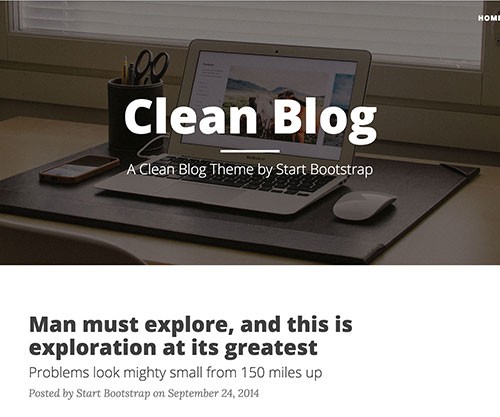 HOME
Clean Blog
A Clean Blog Theme by Start Bootstrap
Man must explore, and this is
exploration at its greatest
Problems look mighty small from 150 miles up
Posted by Start Bootstrap on September 24, 2014